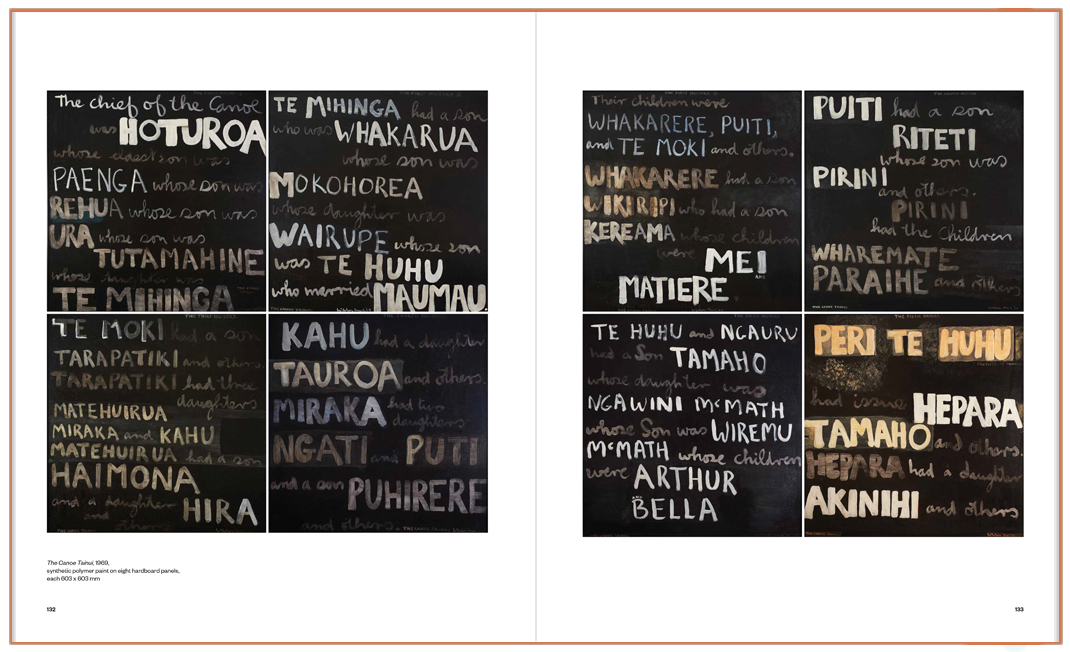 The chief of the Canoe
was HOTUROA
whose eldest son was
PAENGA whose son was
REHUA whose son was
URA whose son was
TUTAMAHINE
whose daughter was
TE MIHINGA
TE MIHINGA had a son
who was WHAKARUA
whose son was
MOKOHOREA
whose daughter was
WAIRUPE whose son
was TE HUHU
who married MAUMAU.
TE MOKI had a son
TARAPATIKI and others.
TARAPATIKI had three
daughters
MATEHUIRUA
MIRAKA and KAHU
MATEHUIRUA had a son
HAIMONA
and a daughter HIRA
and others
KAHU had a daughter
TAUROA and others.
MIRAKA had two
daughters
NGATI and PUTI
and a son PUHIRERE
and others.
The Canoe Tainui, 1969,
synthetic polymer paint on eight hardboard panels,
each 603 x 603 mm
132
Their children were
WHAKARERE, PUITI,
and TE MOKI and others.
WHAKARERE had a son
WIKIRIPI who had a son
KEREAMA whose children
were MEI
AND
MATIERE.
PUITI had a son
RITETI
whose son was
PIRINI
and others.
PIRINI
had the children
WHAREMATE
PARAIHE and others
TE HUHU and NGAURU
had a Son TAMAHO
whose daughter was
NGAWINI McMATH
whose Son was WIREMU
McMATH whose children
were ARTHUR
AND
BELLA
PERI TE HUHU
had issue HEPARA
TAMAHO and others.
HEPARA had a daughter
AKINIHI and others
133